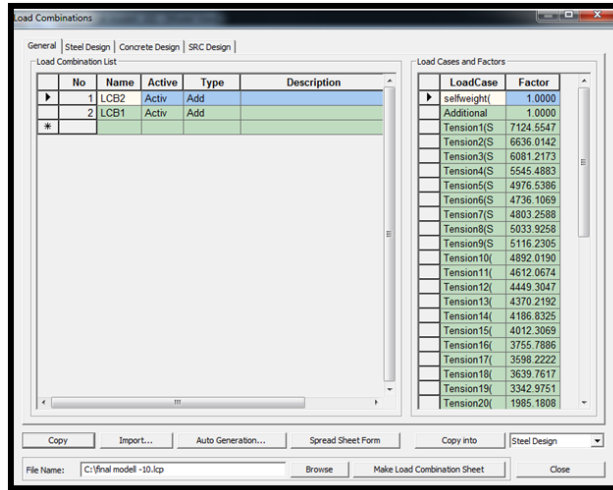 Load Combinations
General Steel Design Concrete Design SRC Design
Load Combination List
No Name Active Type Description
1 LCB2 Activ Add
2 LCB1 Activ Add
*
Load Cases and Factors
LoadCase Factor
selfweight( 1.0000
Additional 1.0000
Tension1(S 7124.5547
Tension2(S 6636.0142
Tension3(S 6081.2173
Tension4(S 5545.4883
Tension5(S 4976.5386
Tension6(S 4736.1069
Tension7(S 4803.2588
Tension8(S 5033.9258
Tension9(S 5116.2305
Tension10( 4892.0190
Tension11( 4612.0674
Tension12( 4449.3047
Tension13( 4370.2192
Tension14( 4186.8325
Tension15( 4012.3069
Tension16( 3755.7886
Tension17( 3598.2222
Tension18( 3639.7617
Tension19( 3342.9751
Tension20( 1985.1808
Copy Import... Auto Generation... Spread Sheet Form Copy into Steel Design
File Name: C:\final modell -10.lcp Browse Make Load Combination Sheet Close